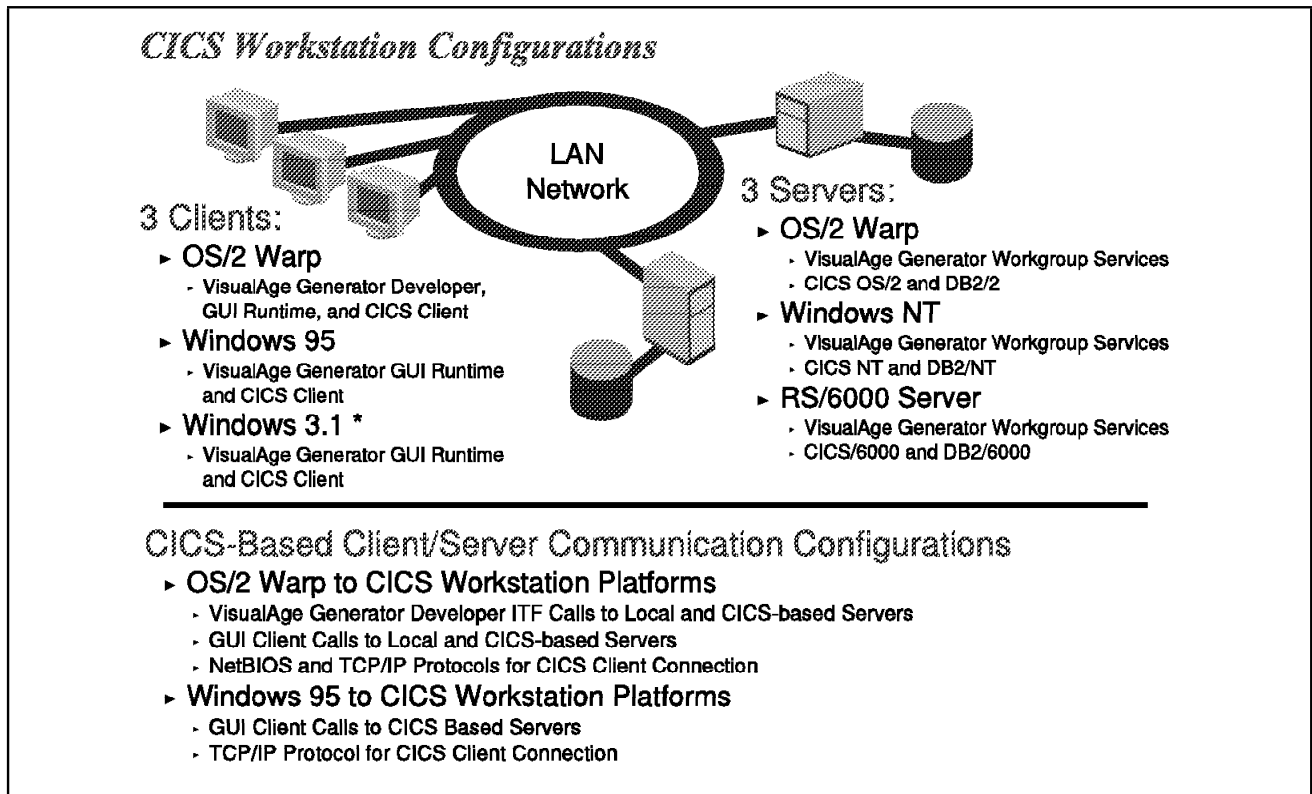 CICS Workstation Configurations
LAN
Network
3 Clients:
► OS/2 Warp
- VisualAge Generator Developer,
GUI Runtime, and CICS Client
► Windows 95
- VisualAge Generator GUI Runtime
and CICS Client
► Windows 3.1 *
- VisualAge Generator GUI Runtime
and CICS Client
3 Servers:
► OS/2 Warp
- VisualAge Generator Workgroup Services
- CICS OS/2 and DB2/2
► Windows NT
- VisualAge Generator Workgroup Services
- CICS NT and DB2/NT
► RS/6000 Server
- VisualAge Generator Workgroup Services
- CICS/6000 and DB2/6000
CICS-Based Client/Server Communication Configurations
► OS/2 Warp to CICS Workstation Platforms
- VisualAge Generator Developer ITF Calls to Local and CICS-based Servers
- GUI Client Calls to Local and CICS-based Servers
- NetBIOS and TCP/IP Protocols for CICS Client Connection
► Windows 95 to CICS Workstation Platforms
- GUI Client Calls to CICS Based Servers
- TCP/IP Protocol for CICS Client Connection